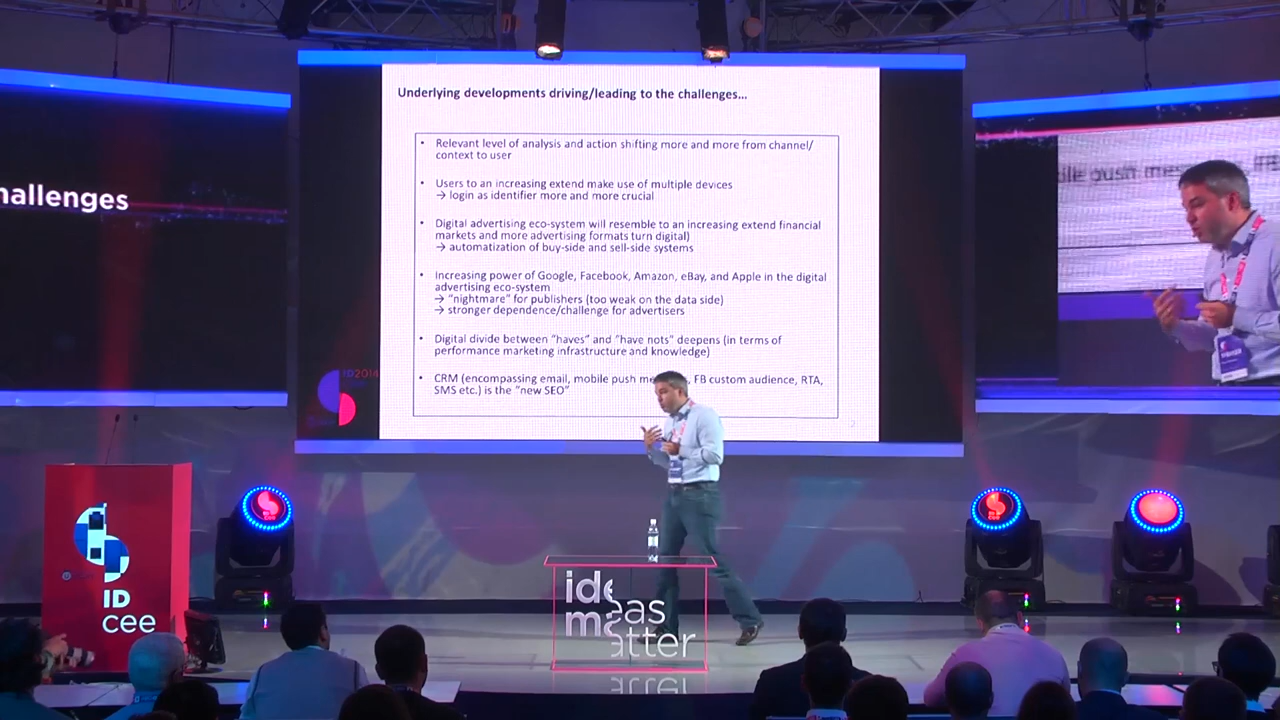 Underlying developments driving/leading to the challenges...
• Relevant level of analysis and action shifting more and more from channel/
context to user
• Users to an increasing extend make use of multiple devices
→ login as identifier more and more crucial
• Digital advertising eco-system will resemble to an increasing extend financial
markets and more advertising formats turn digital)
→ automatization of buy-side and sell-side systems
• Increasing power of Google, Facebook, Amazon, eBay, and Apple in the digital
advertising eco-system
→ "nightmare" for publishers (too weak on the data side)
→ stronger dependence/challenge for advertisers
• Digital divide between "haves" and "have nots" deepens (in terms of
performance marketing infrastructure and knowledge)
• CRM (encompassing email, mobile push , FB custom audience, RTA,
SMS etc.) is the "new SEO"
2
ID2014
hallenges
push
ID
cee
ideas
matter